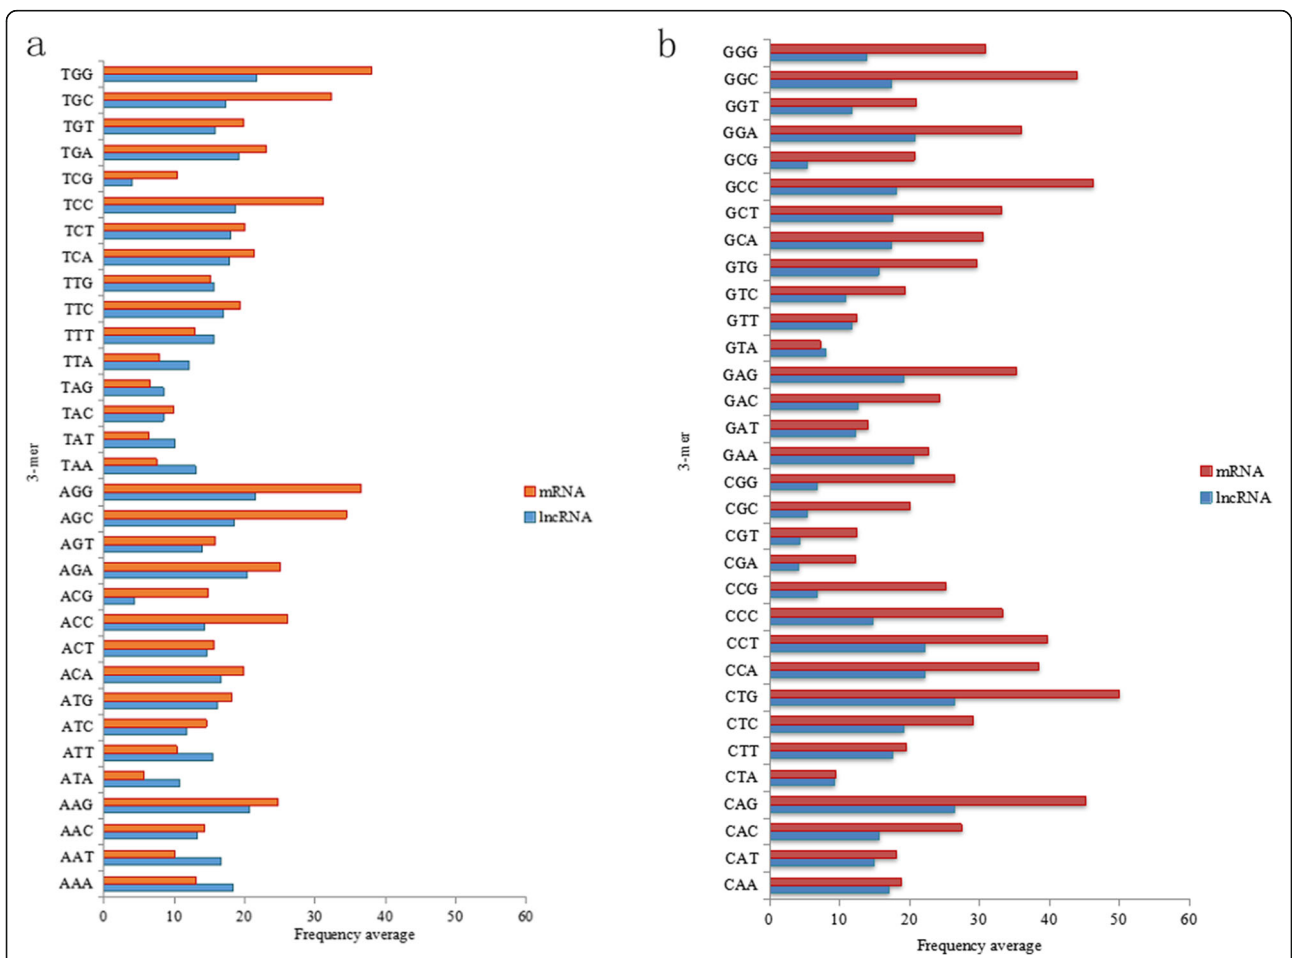 a
TGG
TGC
TGT
TGA
TCG
TCC
TCT
TCA
TTG
TTC
TTT
TTA
TAG
TAC
TAT
TAA
AGG
AGC
AGT
AGA
ACG
ACC
ACT
ACA
ATG
ATC
ATT
ATA
AAG
AAC
AAT
AAA
3-mer
mRNA
lncRNA
0 10 20 30 40 50 60
Frequency average
b
GGG
GGC
GGT
GGA
GCG
GCC
GCT
GCA
GTG
GTC
GTT
GTA
GAG
GAC
GAT
GAA
CGG
CGC
CGT
CGA
CCG
CCC
CCT
CCA
CTG
CTC
CTT
CTA
CAG
CAC
CAT
CAA
3-mer
mRNA
lncRNA
0 10 20 30 40 50 60
Frequency average